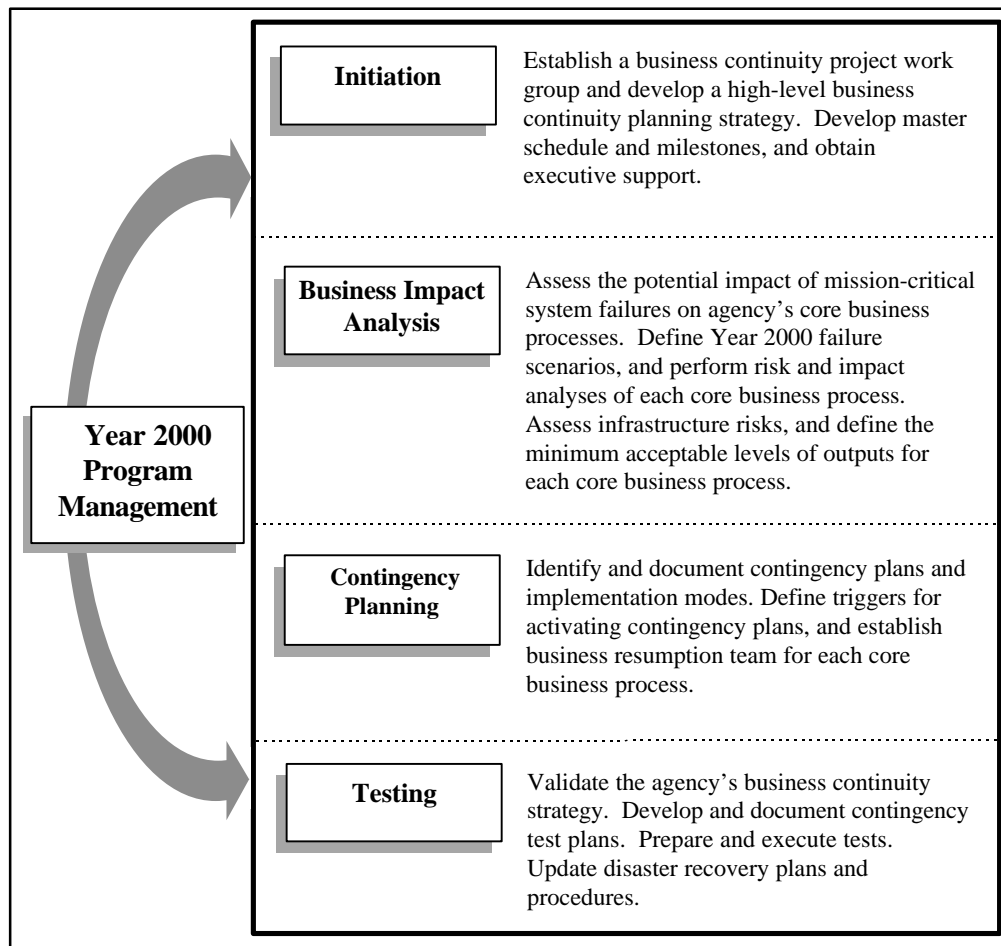 Initiation
Establish a business continuity project work
group and develop a high-level business
continuity planning strategy.  Develop master
schedule and milestones, and obtain
executive support.
Business Impact
Analysis
Assess the potential impact of mission-critical
system failures on agency’s core business
processes.  Define Year 2000 failure
scenarios, and perform risk and impact
analyses of each core business process.
Assess infrastructure risks, and define the
minimum acceptable levels of outputs for
each core business process.
Year 2000
Program
Management
Contingency
Planning
Identify and document contingency plans and
implementation modes. Define triggers for
activating contingency plans, and establish
business resumption team for each core
business process.
Testing
Validate the agency’s business continuity
strategy.  Develop and document contingency
test plans.  Prepare and execute tests.
Update disaster recovery plans and
procedures.